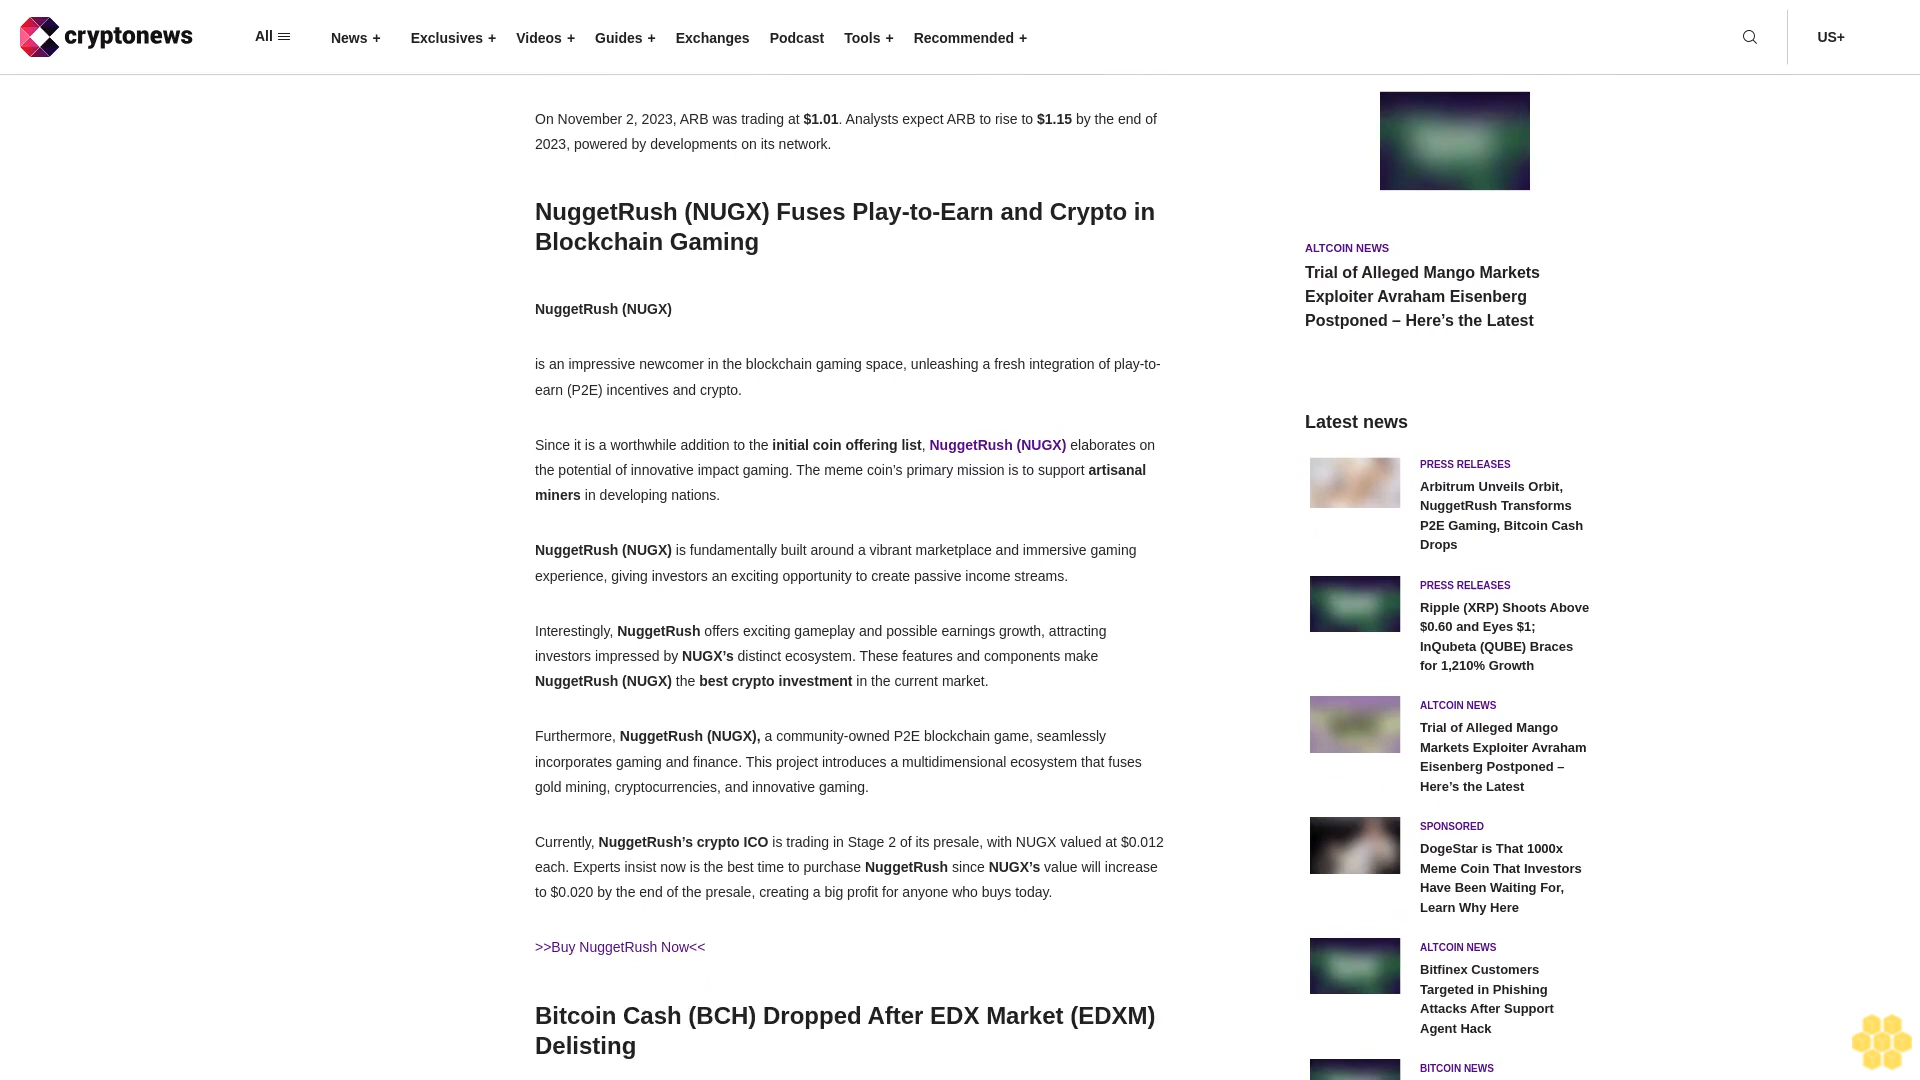 cryptonews
All
News +
Exclusives +
Videos +
Guides +
Exchanges
Podcast
Tools +
Recommended +
US+
On November 2, 2023, ARB was trading at $1.01. Analysts expect ARB to rise to $1.15 by the end of
2023, powered by developments on its network.
NuggetRush (NUGX) Fuses Play-to-Earn and Crypto in
Blockchain Gaming
NuggetRush (NUGX)
is an impressive newcomer in the blockchain gaming space, unleashing a fresh integration of play-to-
earn (P2E) incentives and crypto.
Since it is a worthwhile addition to the initial coin offering list, NuggetRush (NUGX) elaborates on
the potential of innovative impact gaming. The meme coin’s primary mission is to support artisanal
miners in developing nations.
NuggetRush (NUGX) is fundamentally built around a vibrant marketplace and immersive gaming
experience, giving investors an exciting opportunity to create passive income streams.
Interestingly, NuggetRush offers exciting gameplay and possible earnings growth, attracting
investors impressed by NUGX’s distinct ecosystem. These features and components make
NuggetRush (NUGX) the best crypto investment in the current market.
Furthermore, NuggetRush (NUGX), a community-owned P2E blockchain game, seamlessly
incorporates gaming and finance. This project introduces a multidimensional ecosystem that fuses
gold mining, cryptocurrencies, and innovative gaming.
Currently, NuggetRush’s crypto ICO is trading in Stage 2 of its presale, with NUGX valued at $0.012
each. Experts insist now is the best time to purchase NuggetRush since NUGX’s value will increase
to $0.020 by the end of the presale, creating a big profit for anyone who buys today.
>>Buy NuggetRush Now<<
Bitcoin Cash (BCH) Dropped After EDX Market (EDXM)
Delisting
ALTCOIN NEWS
Trial of Alleged Mango Markets
Exploiter Avraham Eisenberg
Postponed – Here’s the Latest
Latest news
PRESS RELEASES
Arbitrum Unveils Orbit,
NuggetRush Transforms
P2E Gaming, Bitcoin Cash
Drops
PRESS RELEASES
Ripple (XRP) Shoots Above
$0.60 and Eyes $1;
InQubeta (QUBE) Braces
for 1,210% Growth
ALTCOIN NEWS
Trial of Alleged Mango
Markets Exploiter Avraham
Eisenberg Postponed –
Here’s the Latest
SPONSORED
DogeStar is That 1000x
Meme Coin That Investors
Have Been Waiting For,
Learn Why Here
ALTCOIN NEWS
Bitfinex Customers
Targeted in Phishing
Attacks After Support
Agent Hack
BITCOIN NEWS